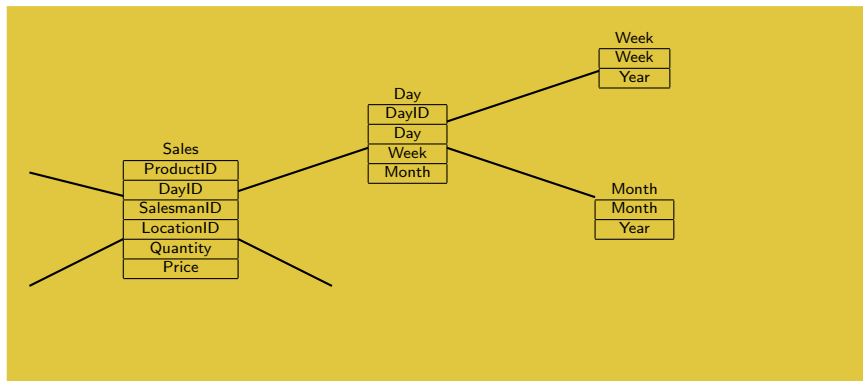 Sales
ProductID
DayID
SalesmanID
LocationID
Quantity
Price
Day
DayID
Day
Week
Month
Week
Week
Year
Month
Month
Year